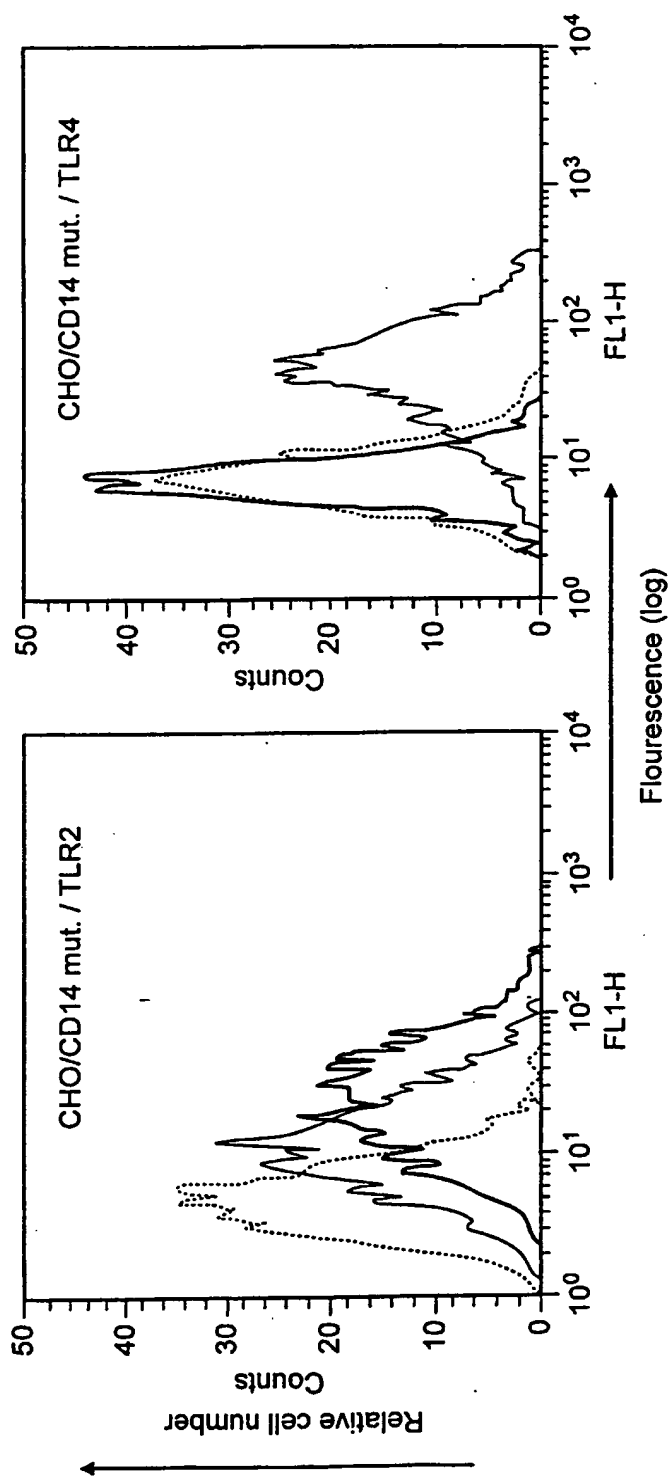 CHO/CD14 mut. / TLR2
Relative cell number
Counts
50
40
30
20
10
0
10⁰
10¹
10²
10³
10⁴
FL1-H
CHO/CD14 mut. / TLR4
Counts
50
40
30
20
10
0
10⁰
10¹
10²
10³
10⁴
FL1-H
Flourescence (log)